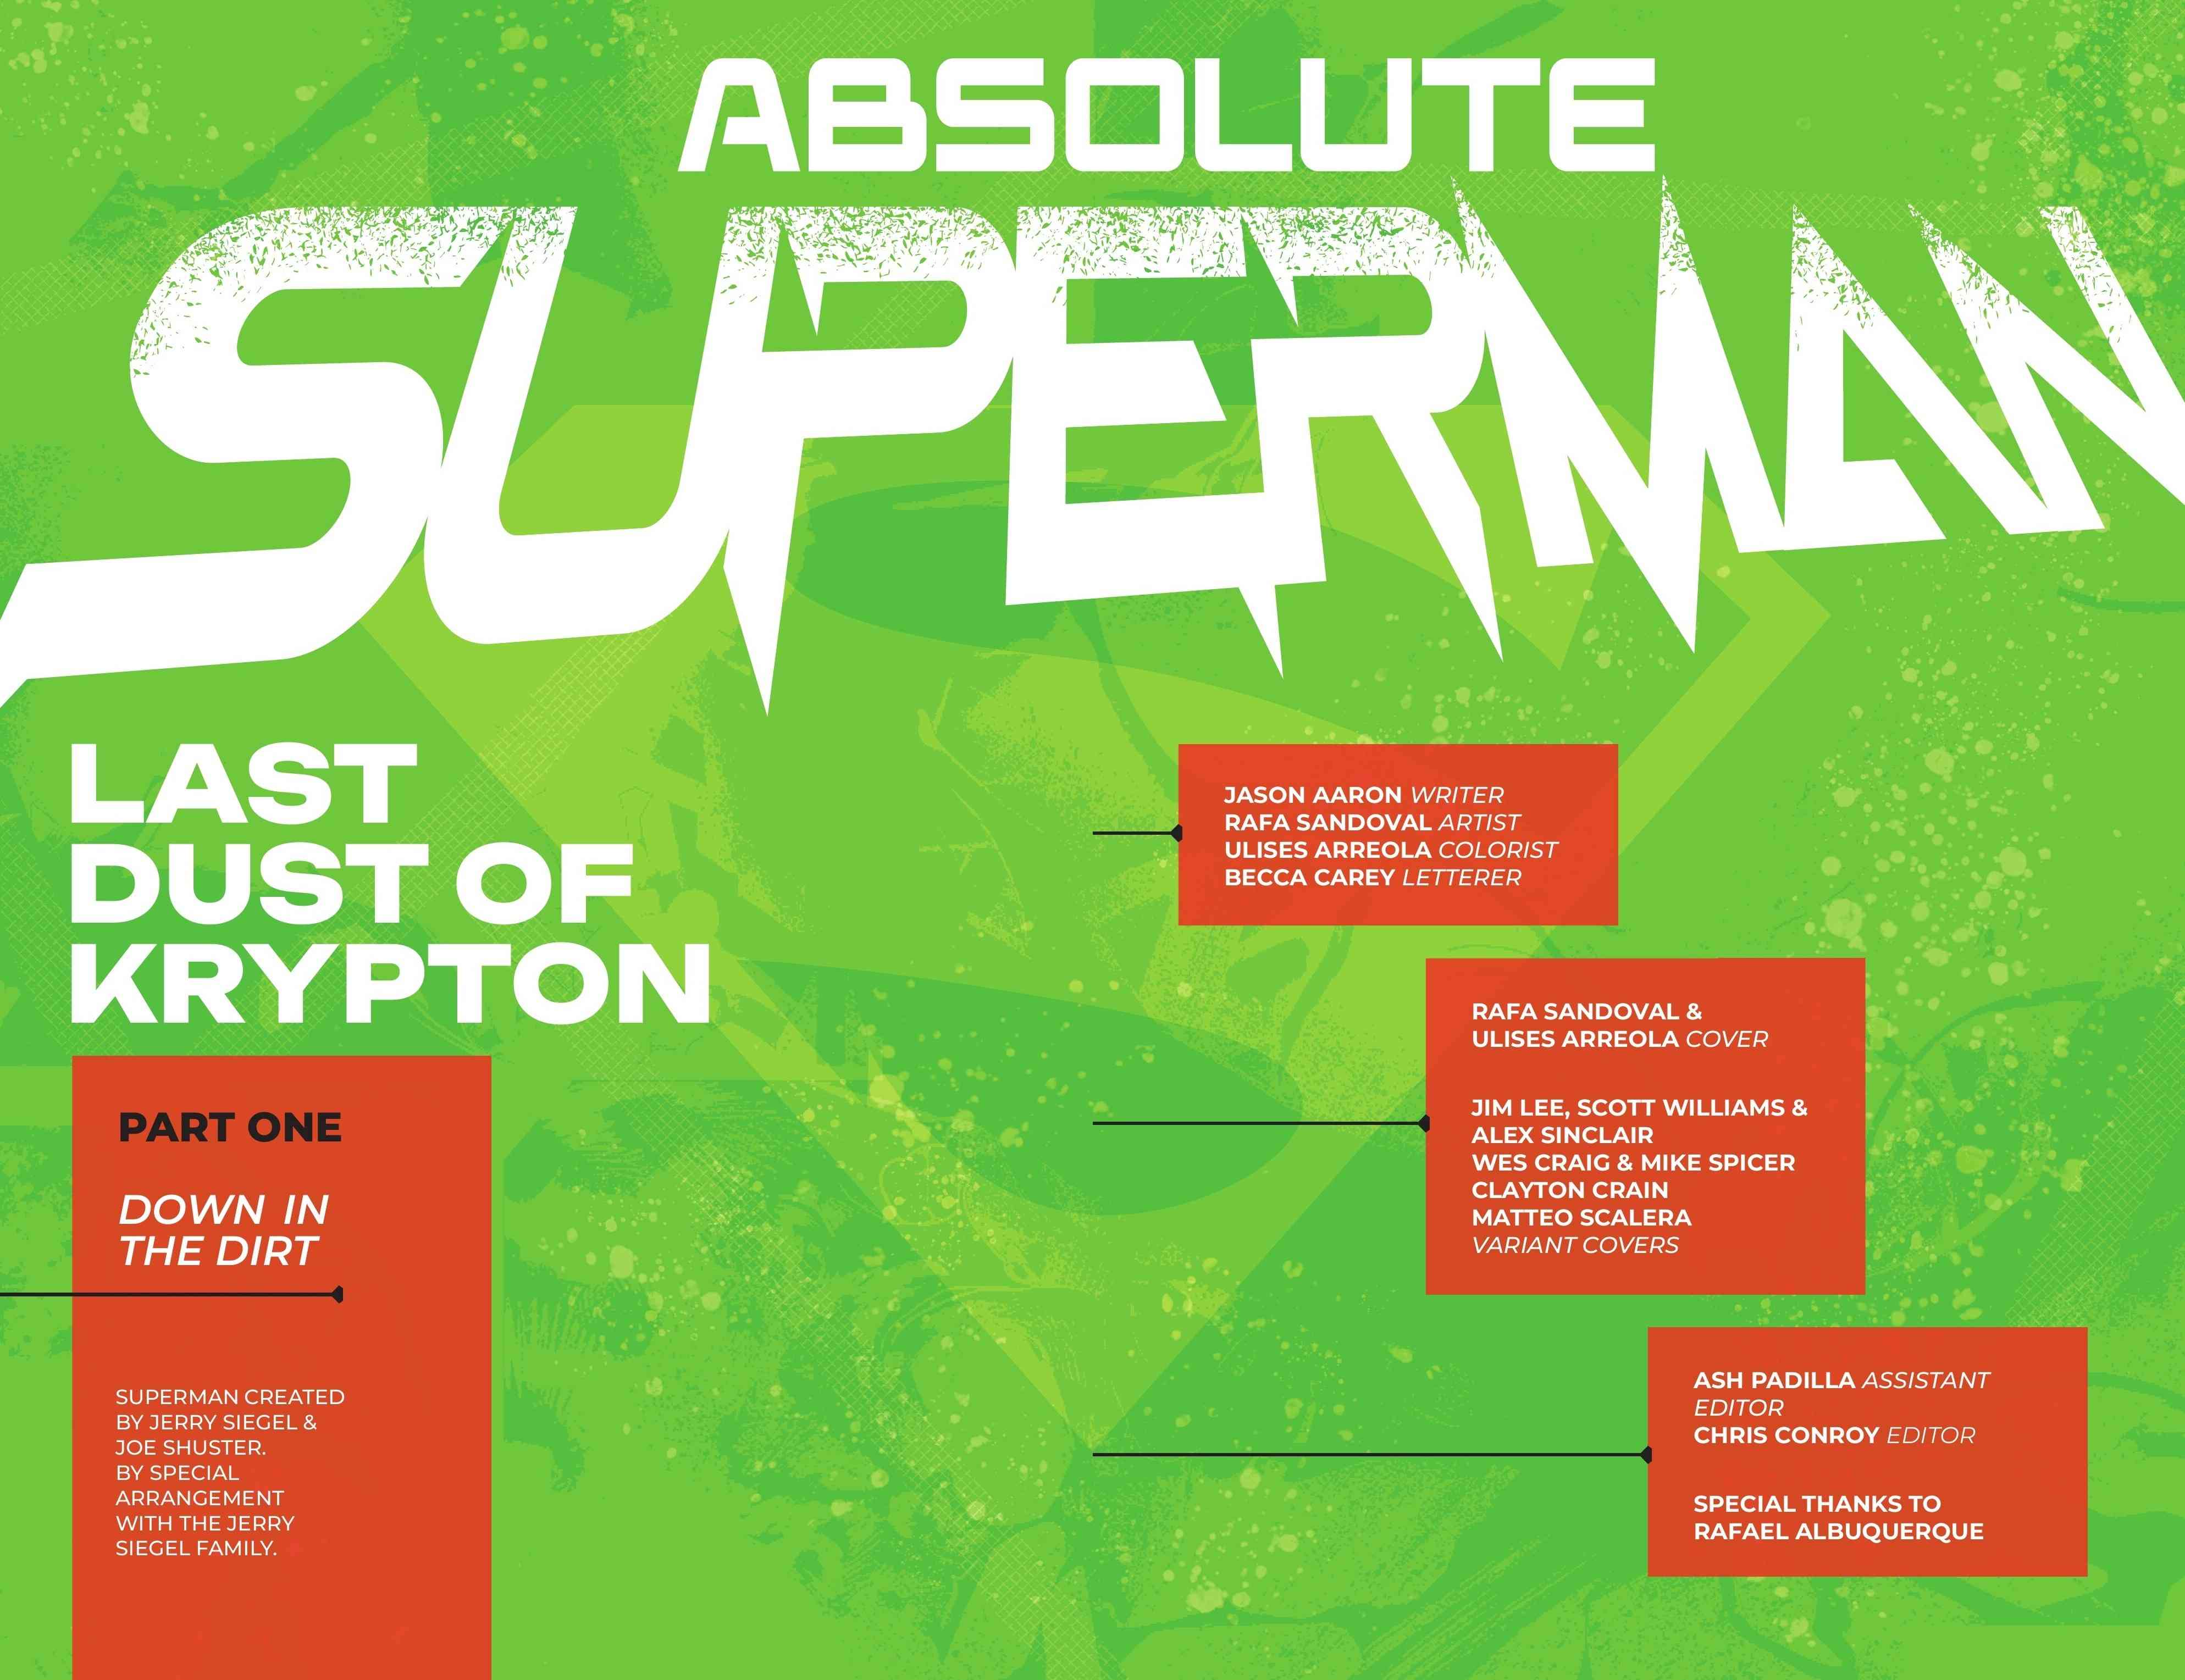 ABSOLUTE
SUPERMAN
LAST
DUST OF
KRYPTON
PART ONE
DOWN IN
THE DIRT
SUPERMAN CREATED
BY JERRY SIEGEL &
JOE SHUSTER.
BY SPECIAL
ARRANGEMENT
WITH THE JERRY
SIEGEL FAMILY.
JASON AARON WRITER
RAFA SANDOVAL ARTIST
ULISES ARREOLA COLORIST
BECCA CAREY LETTERER
RAFA SANDOVAL &
ULISES ARREOLA COVER
JIM LEE, SCOTT WILLIAMS &
ALEX SINCLAIR
WES CRAIG & MIKE SPICER
CLAYTON CRAIN
MATTEO SCALERA
VARIANT COVERS
ASH PADILLA ASSISTANT
EDITOR
CHRIS CONROY EDITOR
SPECIAL THANKS TO
RAFAEL ALBUQUERQUE